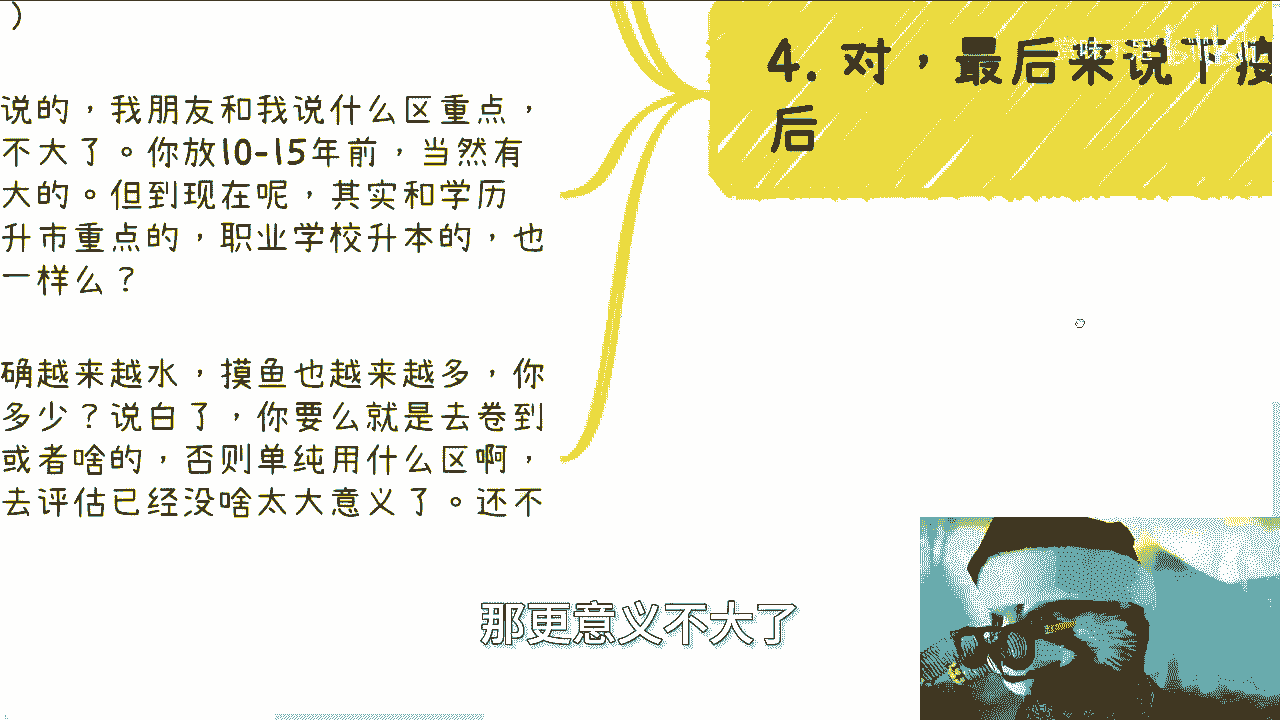 )
说的，我朋友和我说什么区重点，
不大了。你放10-15年前，当然有
大的。但到现在呢，其实和学历
升市重点的，职业学校升本的，也
一样么？
确越来越水，摸鱼也越来越多，你
多少？说白了，你要么就是去卷到
或者啥的，否则单纯用什么区啊，
去评估已经没啥太大意义了。还不
4. 对，最后来说下按
后
那更意义不大了